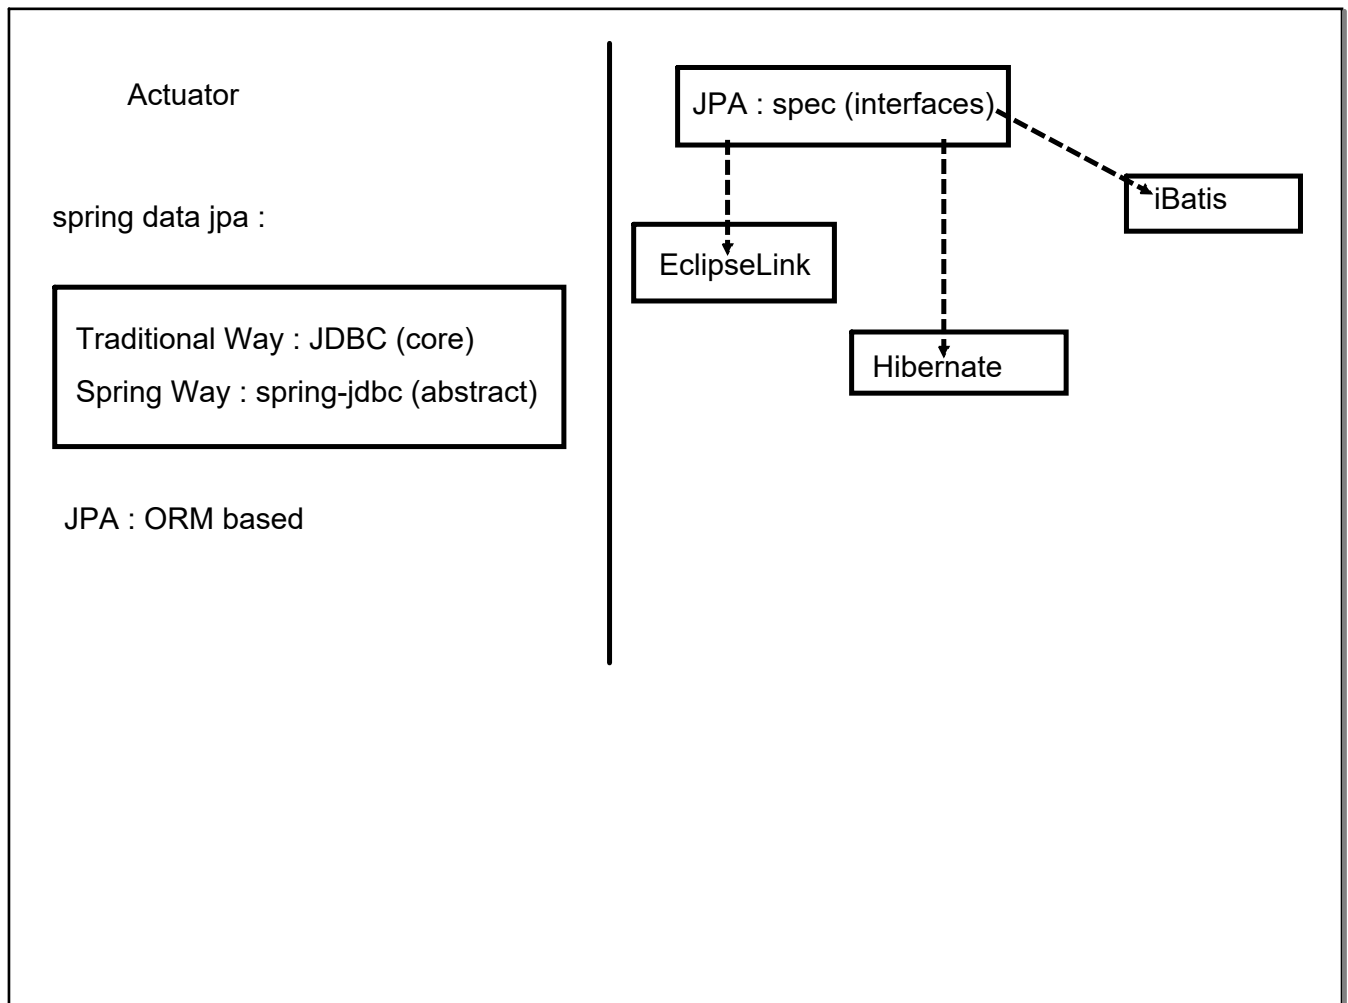 Actuator
spring data jpa :
Traditional Way : JDBC (core)
Spring Way : spring-jdbc (abstract)
JPA : ORM based
JPA : spec (interfaces)
iBatis
EclipseLink
Hibernate